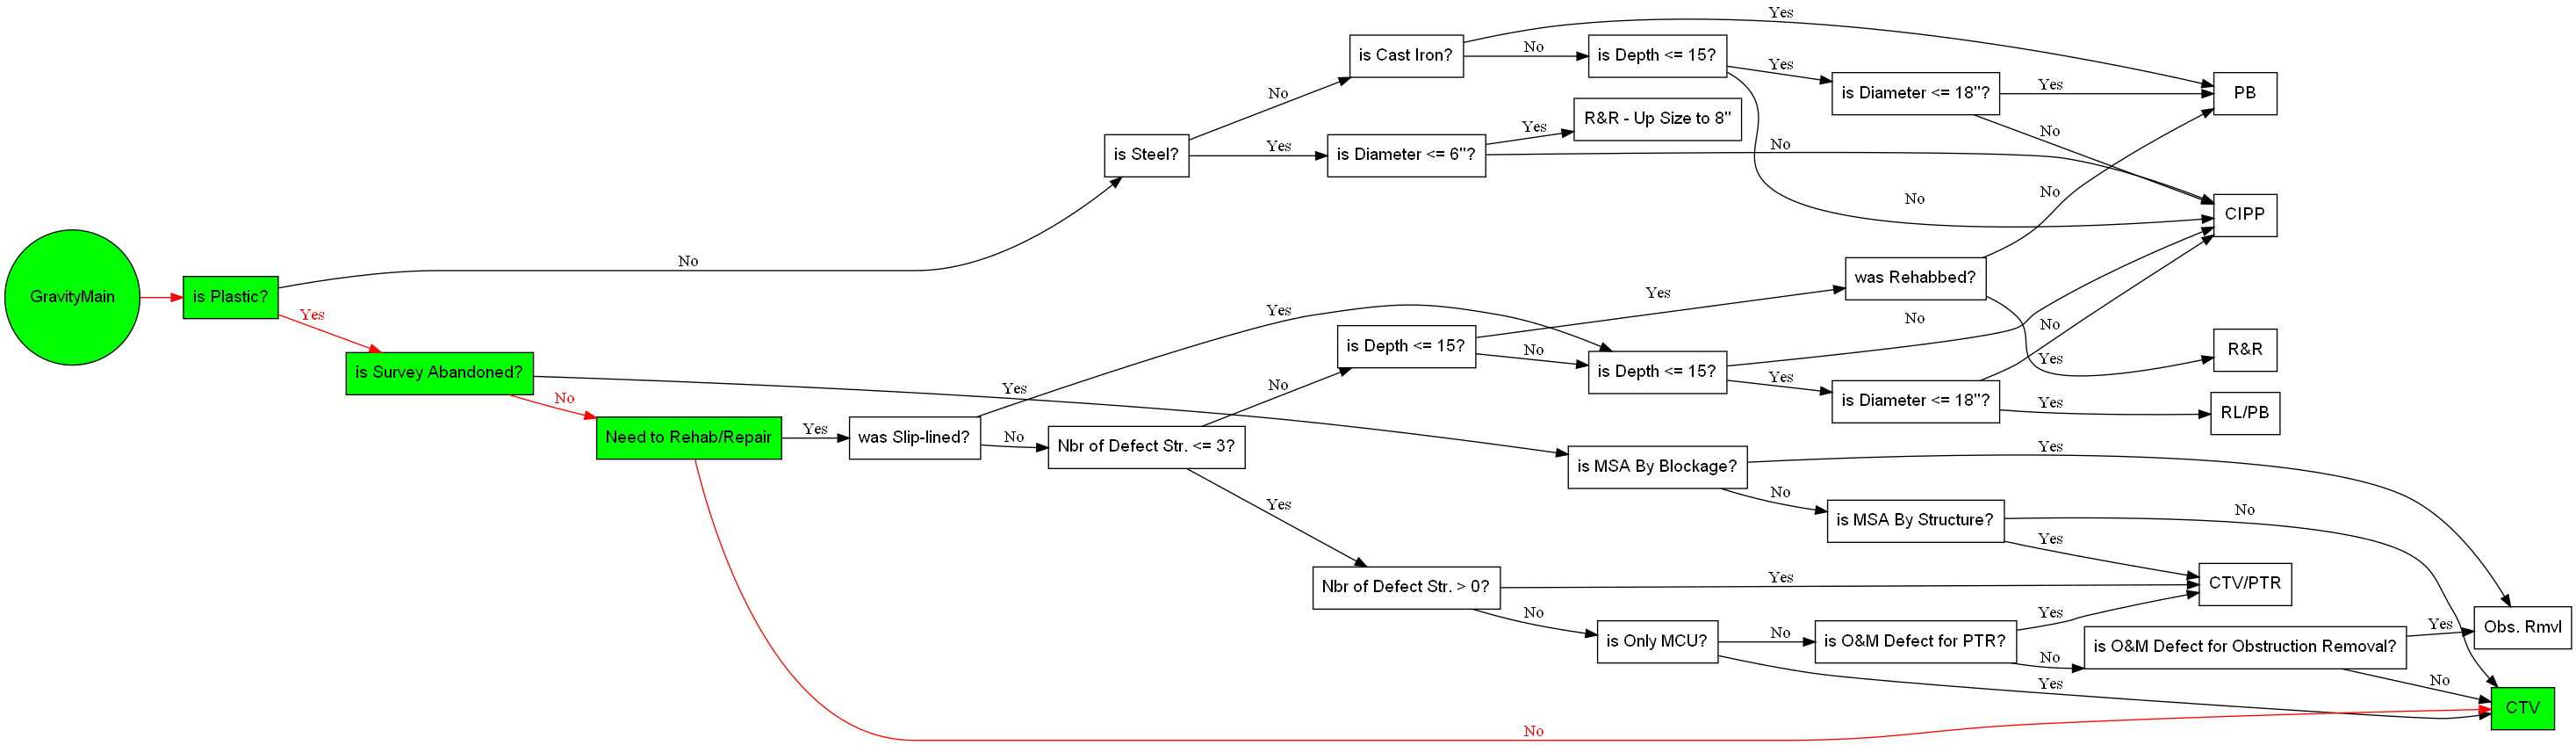 Yes
is Cast Iron?
No
is Depth <= 15?
Yes
is Diameter <= 18"?
Yes
PB
No
R&R - Up Size to 8"
Yes
No
is Steel?
Yes
is Diameter <= 6"?
No
No
No
CIPP
No
was Rehabbed?
GravityMain
is Plastic?
Yes
Yes
Yes
No
No
is Depth <= 15?
No
is Depth <= 15?
Yes
Yes
R&R
is Survey Abandoned?
Yes
No
is Diameter <= 18"?
Yes
RL/PB
No
Need to Rehab/Repair
Yes
was Slip-lined?
No
Nbr of Defect Str. <= 3?
Yes
is MSA By Blockage?
Yes
No
is MSA By Structure?
No
Yes
CTV/PTR
Nbr of Defect Str. > 0?
Yes
No
is Only MCU?
No
is O&M Defect for PTR?
Yes
No
is O&M Defect for Obstruction Removal?
Yes
Obs. Rmvl
Yes
No
CTV
No